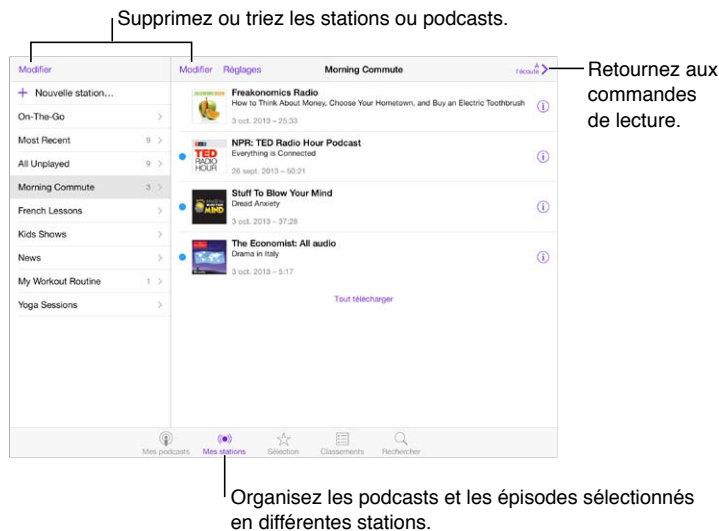 Supprimez ou triez les stations ou podcasts.
Modifier
Modifier Réglages Morning Commute À l'écoute
Retournez aux
commandes
de lecture.
+ Nouvelle station...
On-The-Go
Most Recent 9
All Unplayed 9
Morning Commute 3
French Lessons
Kids Shows
News
My Workout Routine 1
Yoga Sessions
Freakonomics Radio
How to Think About Money, Choose Your Hometown, and Buy an Electric Toothbrush
3 oct. 2013 – 25:33
TED
RADIO
HOUR
NPR: TED Radio Hour Podcast
Everything is Connected
26 sept. 2013 – 50:21
MIND
Stuff To Blow Your Mind
Dread Anxiety
3 oct. 2013 – 37:26
The Economist: All audio
Drama in Italy
3 oct. 2013 – 5:17
Tout télécharger
Mes podcasts Mes stations Sélection Classements Rechercher
Organisez les podcasts et les épisodes sélectionnés
en différentes stations.